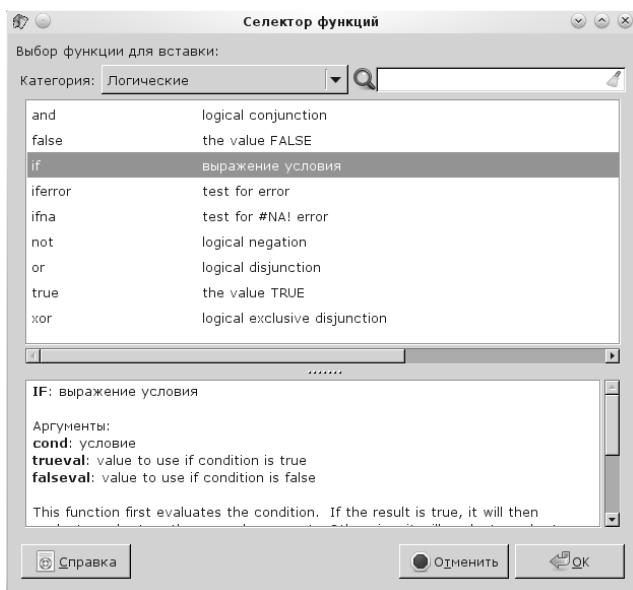 Селектор функций
Выбор функции для вставки:
Категория: Логические
and logical conjunction
false the value FALSE
if выражение условия
iferror test for error
ifna test for #NA! error
not logical negation
or logical disjunction
true the value TRUE
xor logical exclusive disjunction
IF: выражение условия
Аргументы:
cond: условие
trueval: value to use if condition is true
falseval: value to use if condition is false
This function first evaluates the condition. If the result is true, it will then
Справка
Отменить
OK